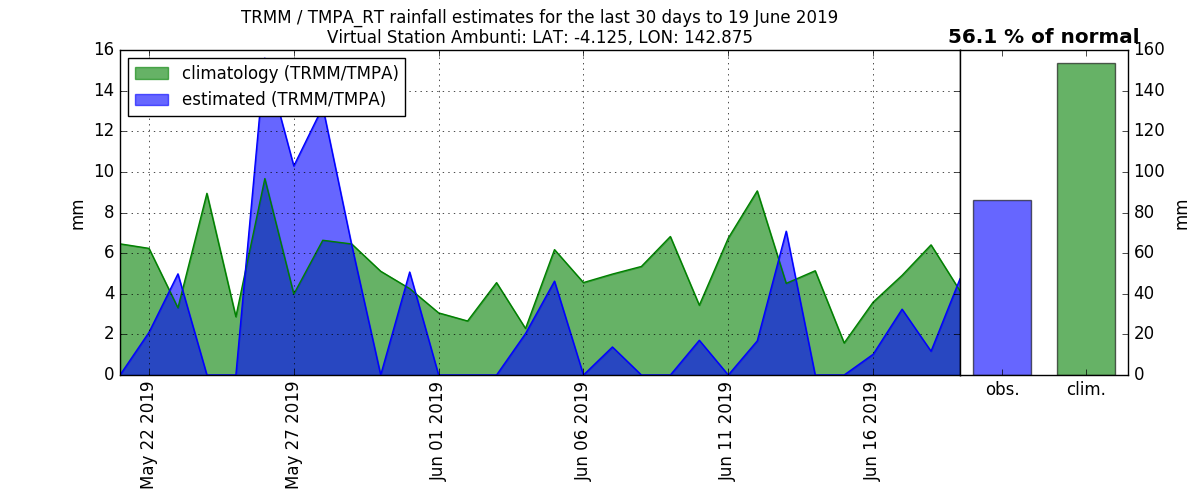 TRMM / TMPA_RT rainfall estimates for the last 30 days to 19 June 2019
Virtual Station Ambunti: LAT: -4.125, LON: 142.875
56.1 % of normal
climatology (TRMM/TMPA)
estimated (TRMM/TMPA)
mm
16
14
12
10
8
6
4
2
0
May 22 2019
May 27 2019
Jun 01 2019
Jun 06 2019
Jun 11 2019
Jun 16 2019
obs.
clim.
160
140
120
100
80
60
40
20
0
mm